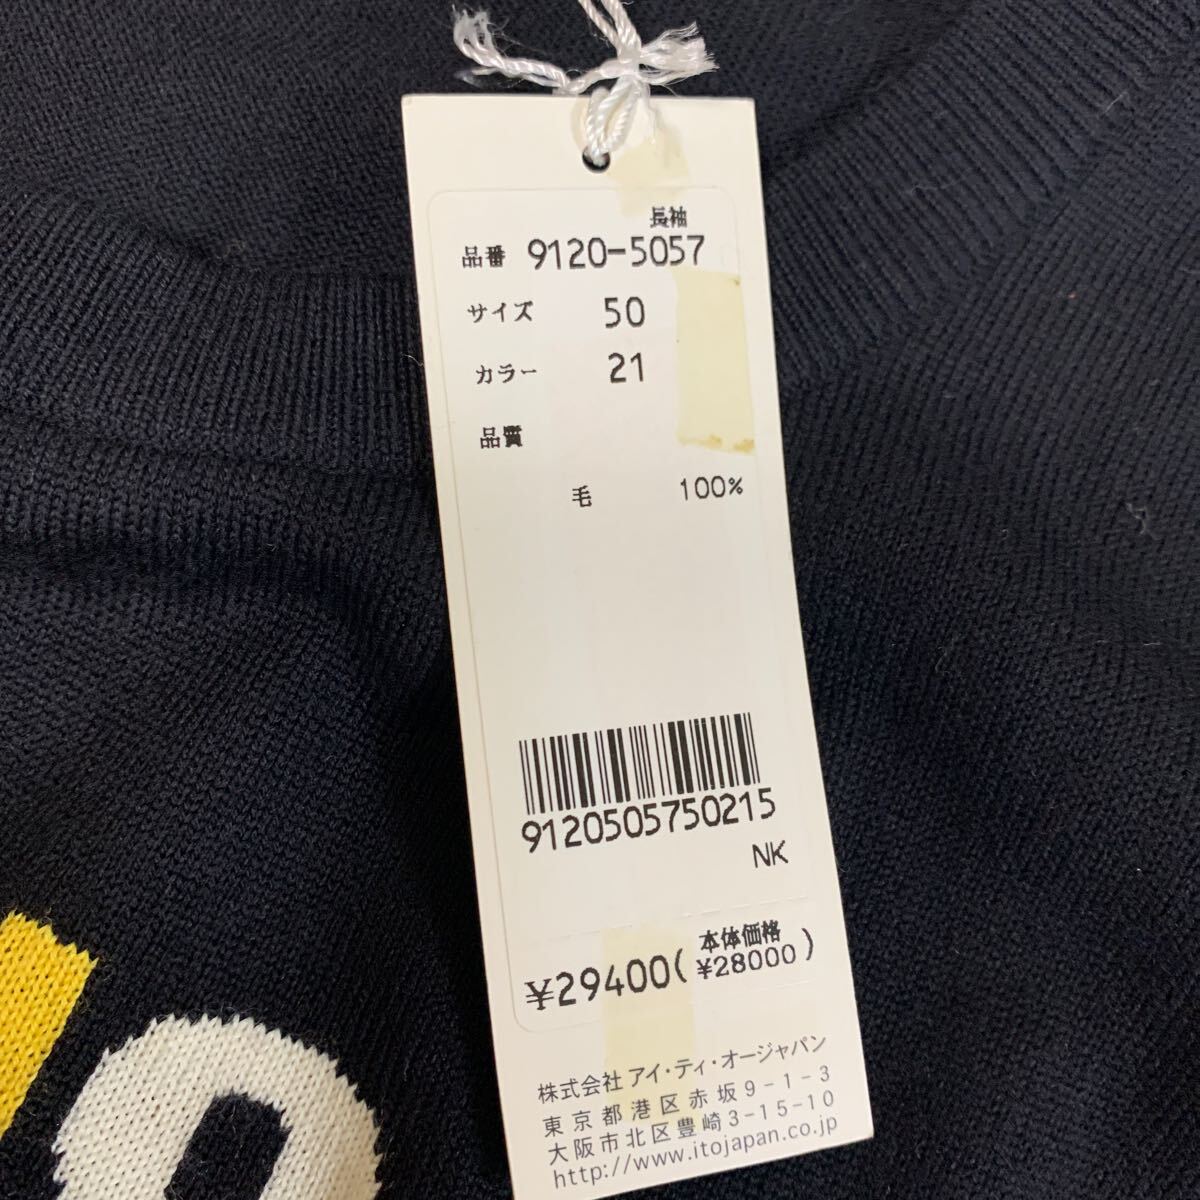 長袖
品番 9120-5057
サイズ 50
カラー 21
品質
毛 100%
9120505750215
NK
¥29400(本体価格 ¥28000)
株式会社 アイ・ティ・オージャパン
東京都港区赤坂9-1-3
大阪市北区豊崎3-15-10
http://www.itojapan.co.jp